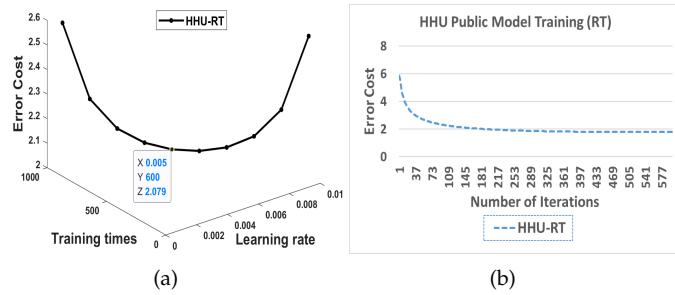 HHU-RT
Error Cost
2.6
2.5
2.4
2.3
2.2
2.1
2
1000
500
0
Training times
X 0.005
Y 600
Z 2.079
0
0.002
0.004
0.006
0.008
0.01
Learning rate
(a)
HHU Public Model Training (RT)
Error Cost
8
6
4
2
0
1
37
73
109
145
181
217
253
289
325
361
397
433
469
505
541
577
Number of Iterations
HHU-RT
(b)